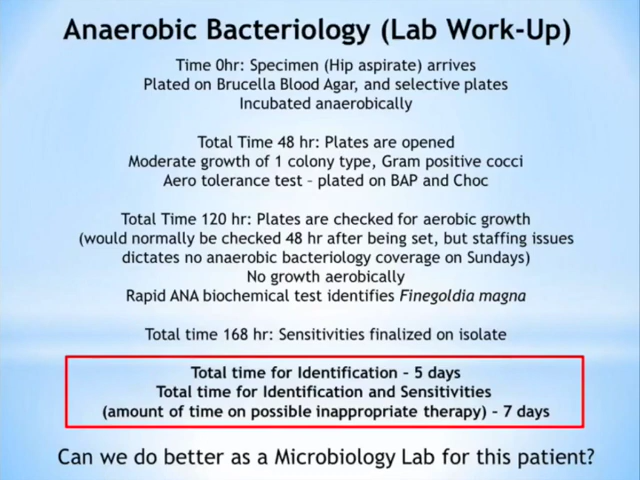 Anaerobic Bacteriology (Lab Work-Up)
Time 0hr: Specimen (Hip aspirate) arrives
Plated on Brucella Blood Agar, and selective plates
Incubated anaerobically
Total Time 48 hr: Plates are opened
Moderate growth of 1 colony type, Gram positive cocci
Aero tolerance test – plated on BAP and Choc
Total Time 120 hr: Plates are checked for aerobic growth
(would normally be checked 48 hr after being set, but staffing issues
dictates no anaerobic bacteriology coverage on Sundays)
No growth aerobically
Rapid ANA biochemical test identifies Finegoldia magna
Total time 168 hr: Sensitivities finalized on isolate
Total time for Identification – 5 days
Total time for Identification and Sensitivities
(amount of time on possible inappropriate therapy) – 7 days
Can we do better as a Microbiology Lab for this patient?